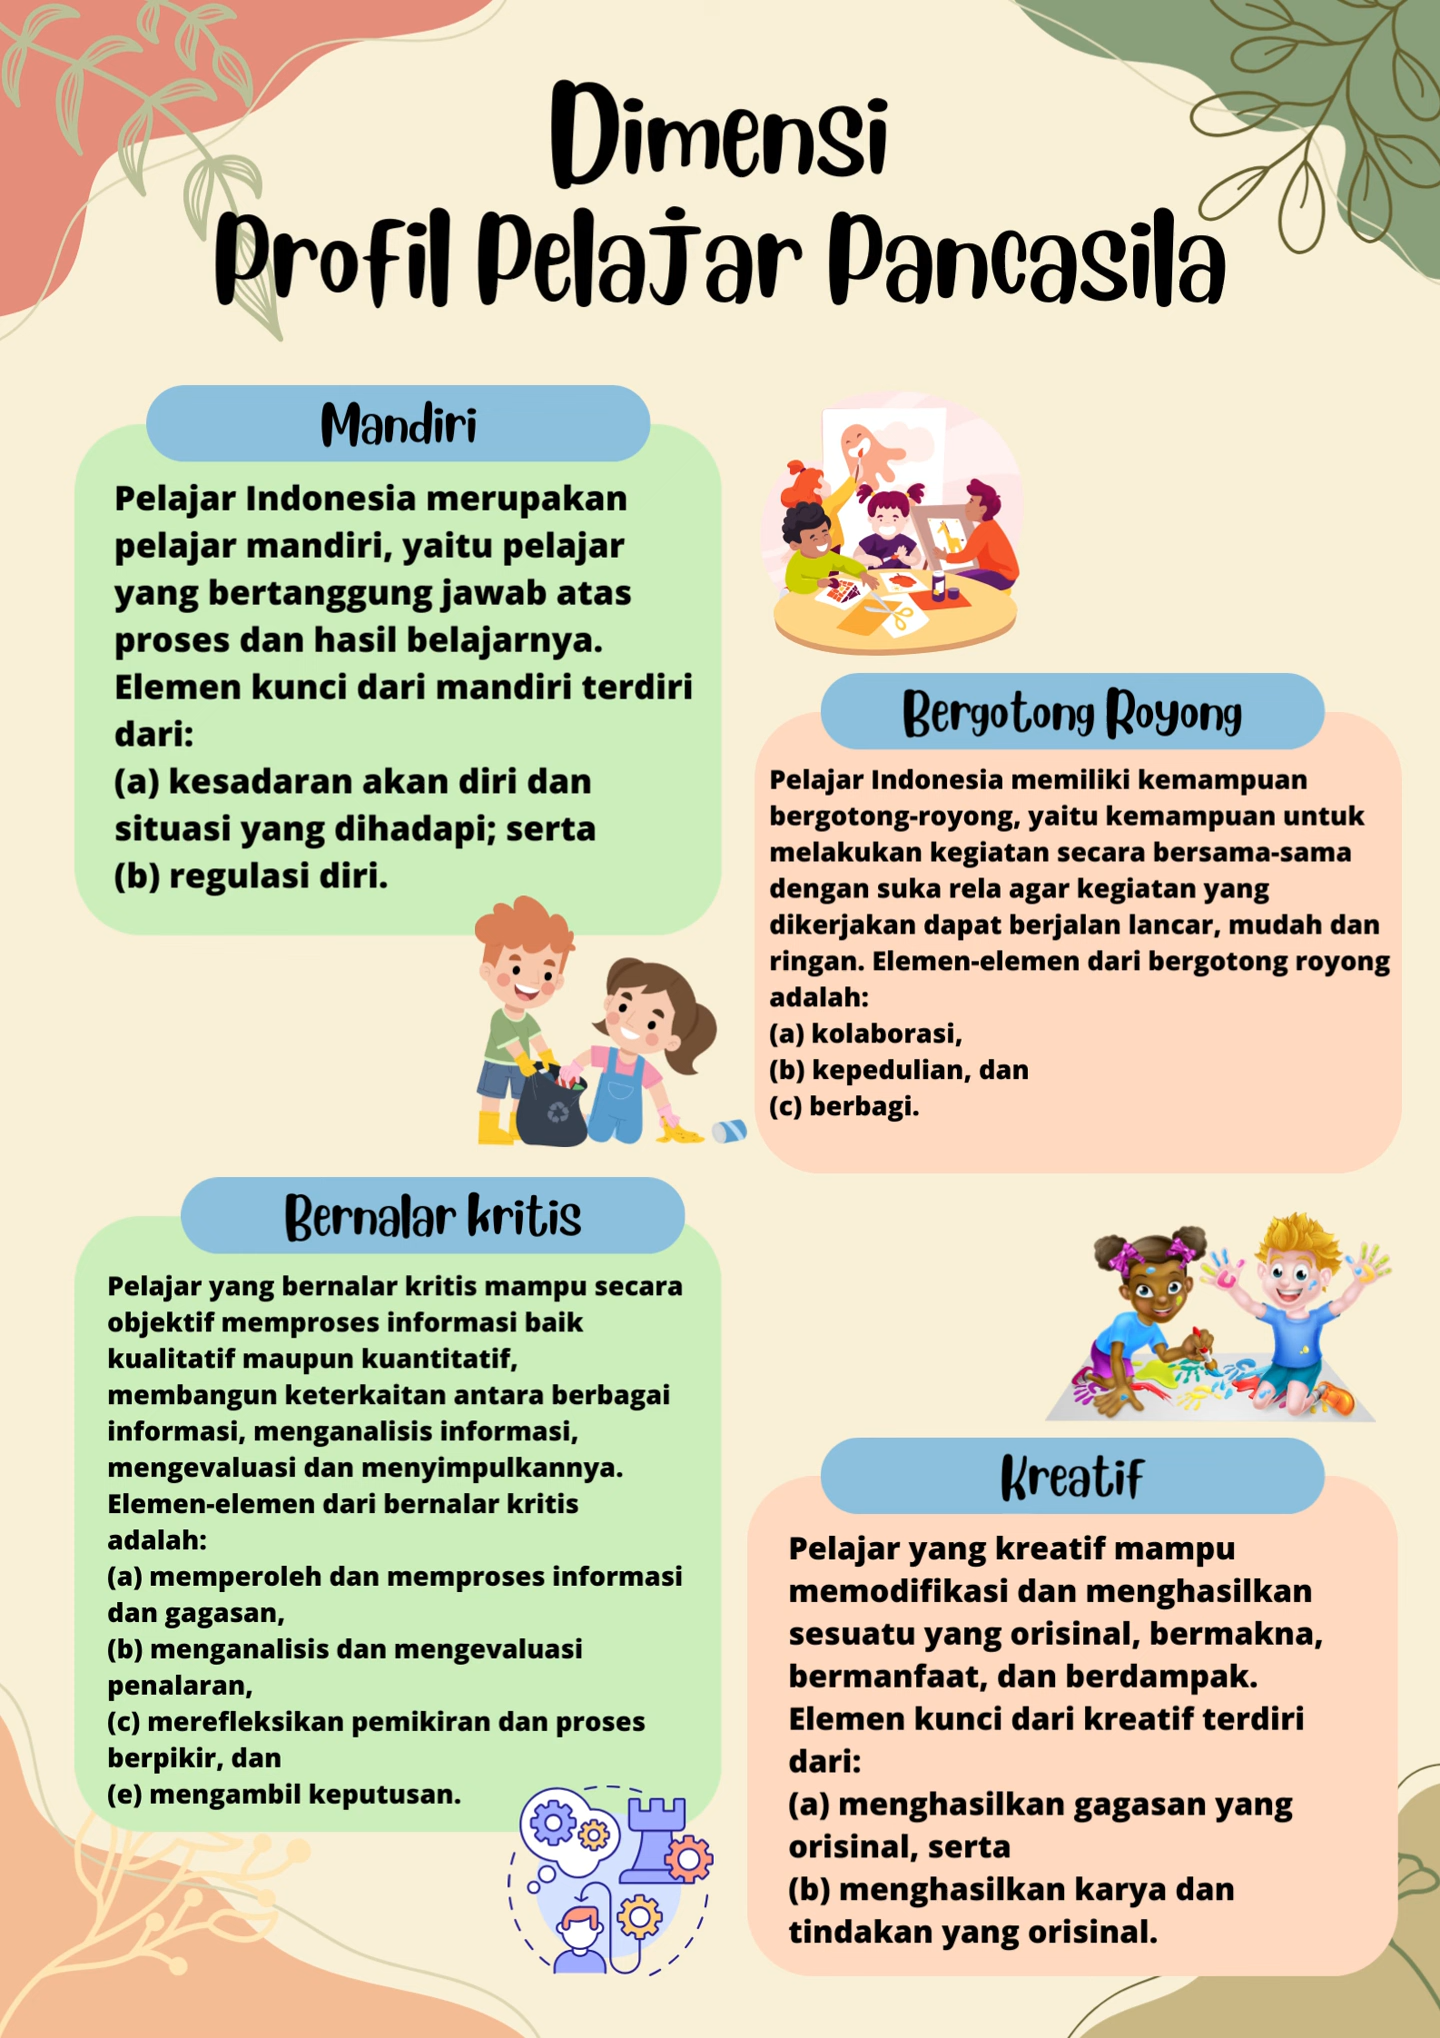 Dimensi
Profil Pelajar Pancasila
Mandiri
Pelajar Indonesia merupakan
pelajar mandiri, yaitu pelajar
yang bertanggung jawab atas
proses dan hasil belajarnya.
Elemen kunci dari mandiri terdiri
dari:
(a) kesadaran akan diri dan
situasi yang dihadapi; serta
(b) regulasi diri.
Bergotong Royong
Pelajar Indonesia memiliki kemampuan
bergotong-royong, yaitu kemampuan untuk
melakukan kegiatan secara bersama-sama
dengan suka rela agar kegiatan yang
dikerjakan dapat berjalan lancar, mudah dan
ringan. Elemen-elemen dari bergotong royong
adalah:
(a) kolaborasi,
(b) kepedulian, dan
(c) berbagi.
Bernalar kritis
Pelajar yang bernalar kritis mampu secara
objektif memproses informasi baik
kualitatif maupun kuantitatif,
membangun keterkaitan antara berbagai
informasi, menganalisis informasi,
mengevaluasi dan menyimpulkannya.
Elemen-elemen dari bernalar kritis
adalah:
(a) memperoleh dan memproses informasi
dan gagasan,
(b) menganalisis dan mengevaluasi
penalaran,
(c) merefleksikan pemikiran dan proses
berpikir, dan
(e) mengambil keputusan.
Kreatif
Pelajar yang kreatif mampu
memodifikasi dan menghasilkan
sesuatu yang orisinal, bermakna,
bermanfaat, dan berdampak.
Elemen kunci dari kreatif terdiri
dari:
(a) menghasilkan gagasan yang
orisinal, serta
(b) menghasilkan karya dan
tindakan yang orisinal.